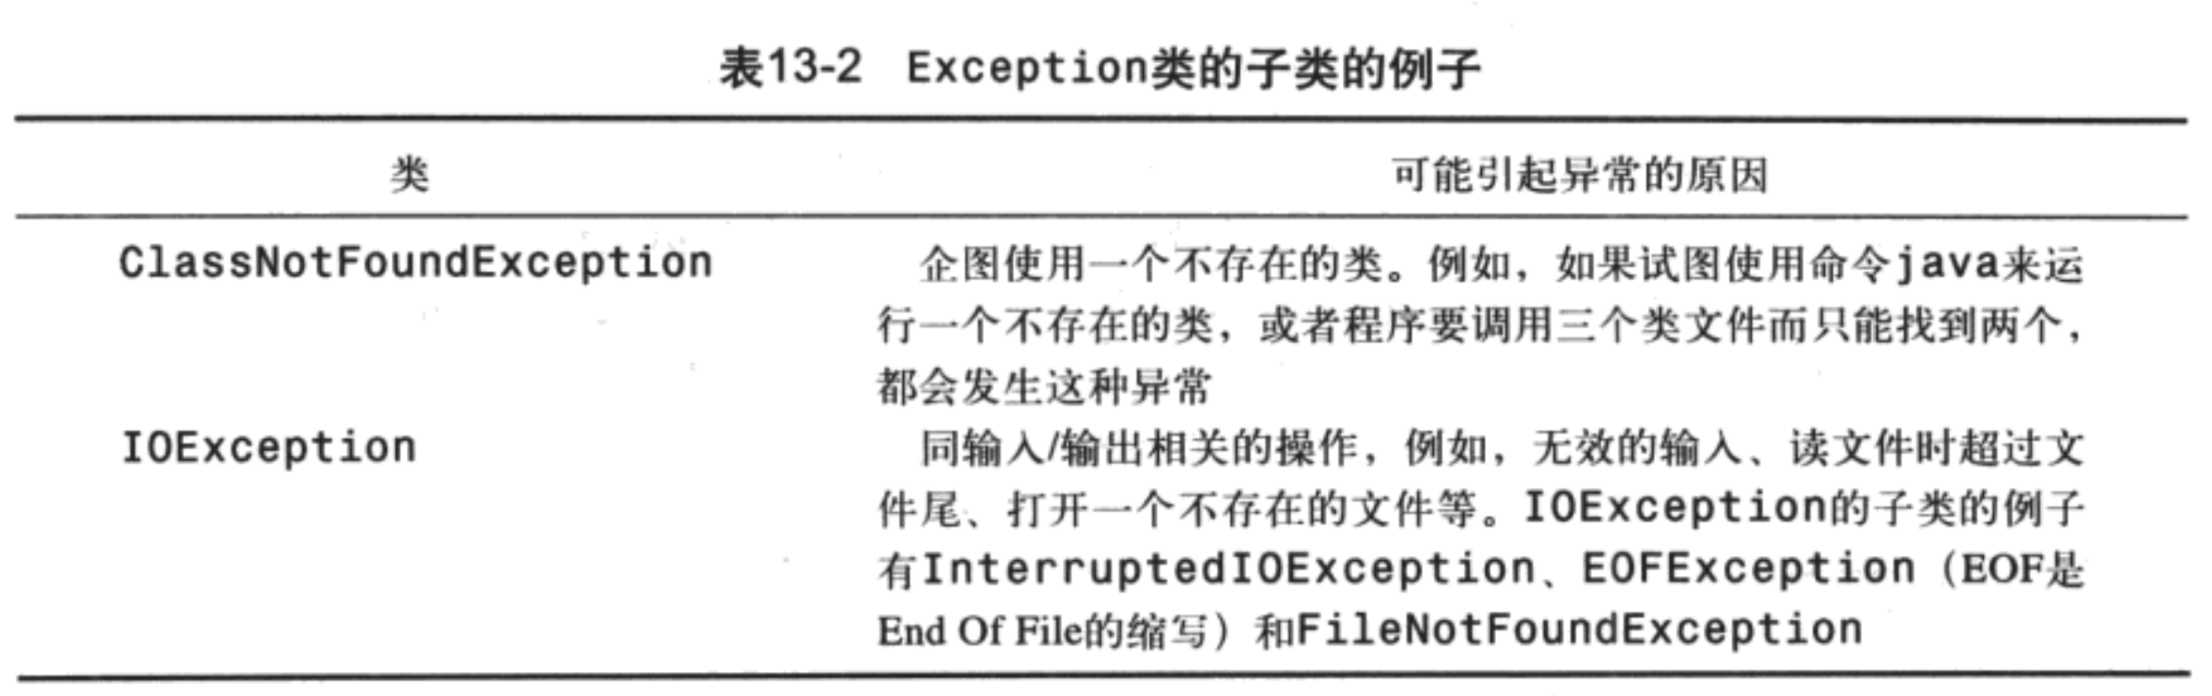 表13-2 Exception类的子类的例子
类 可能引起异常的原因
ClassNotFoundException 企图使用一个不存在的类。例如，如果试图使用命令java来运
行一个不存在的类，或者程序要调用三个类文件而只能找到两个，
都会发生这种异常
IOException 同输入/输出相关的操作，例如，无效的输入、读文件时超过文
件尾、打开一个不存在的文件等。IOException的子类的例子
有InterruptedIOException、EOFException（EOF是
End Of File的缩写）和FileNotFoundException